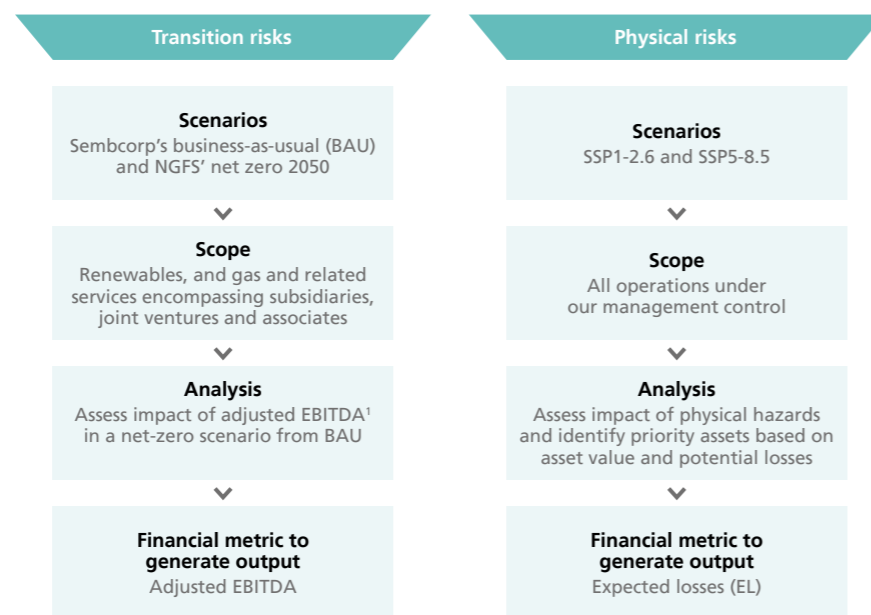 Transition risks
Scenarios
Sembcorp’s business-as-usual (BAU)
and NGFS’ net zero 2050
Scope
Renewables, and gas and related
services encompassing subsidiaries,
joint ventures and associates
Analysis
Assess impact of adjusted EBITDA¹
in a net-zero scenario from BAU
Financial metric to
generate output
Adjusted EBITDA
Physical risks
Scenarios
SSP1-2.6 and SSP5-8.5
Scope
All operations under
our management control
Analysis
Assess impact of physical hazards
and identify priority assets based on
asset value and potential losses
Financial metric to
generate output
Expected losses (EL)